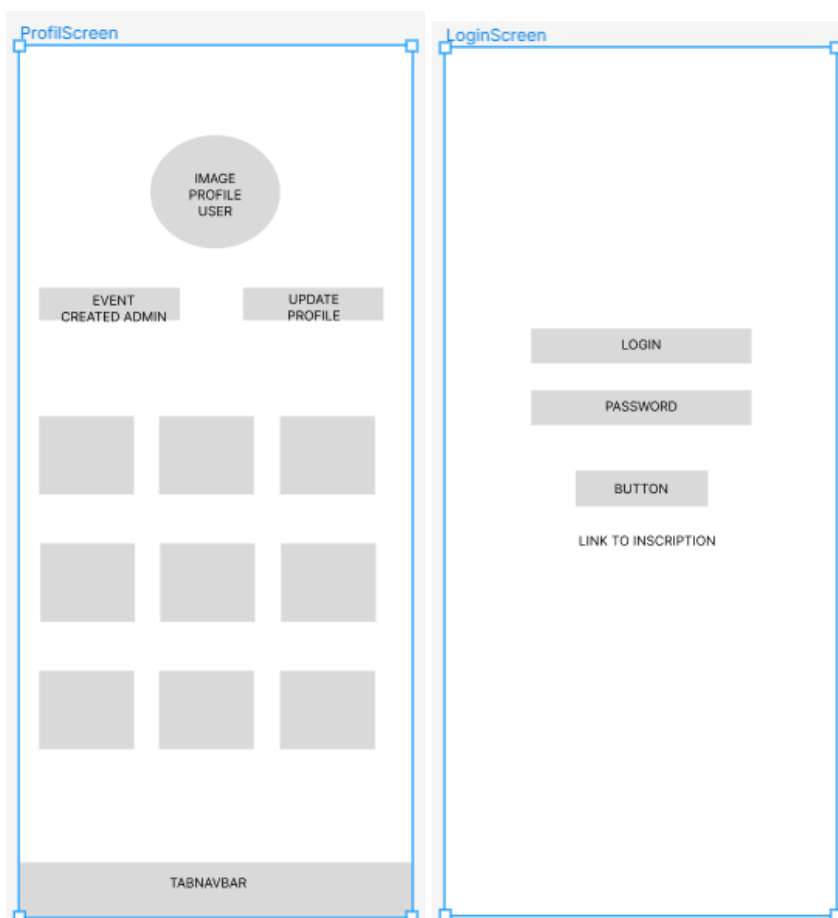 ProfilScreen
IMAGE
PROFILE
USER
EVENT
CREATED ADMIN
UPDATE
PROFILE
TABNAVBAR
LoginScreen
LOGIN
PASSWORD
BUTTON
LINK TO INSCRIPTION